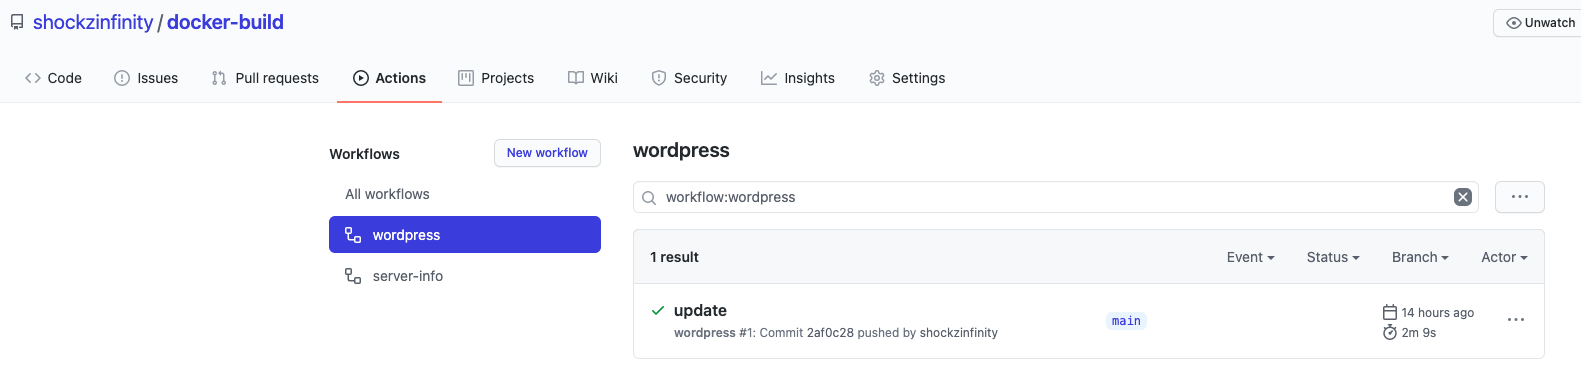 shockzinfinity / docker-build
Unwatch
Code Issues Pull requests Actions Projects Wiki Security Insights Settings
Workflows
New workflow
All workflows
wordpress
server-info
wordpress
workflow:wordpress
1 result
Event Status Branch Actor
update
wordpress #1: Commit 2af0c28 pushed by shockzinfinity
main
14 hours ago
2m 9s